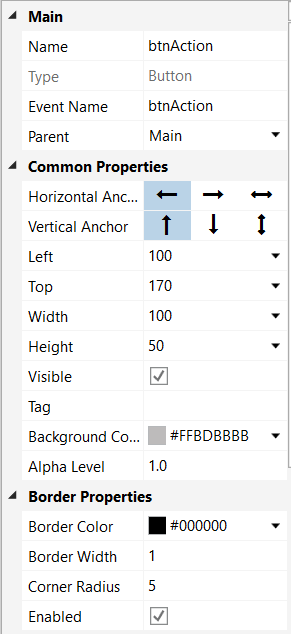 Main
Name btnAction
Type Button
Event Name btnAction
Parent Main
Common Properties
Horizontal Anc...
Vertical Anchor
Left 100
Top 170
Width 100
Height 50
Visible
Tag
Background Co... #FFBDBBBB
Alpha Level 1.0
Border Properties
Border Color #000000
Border Width 1
Corner Radius 5
Enabled